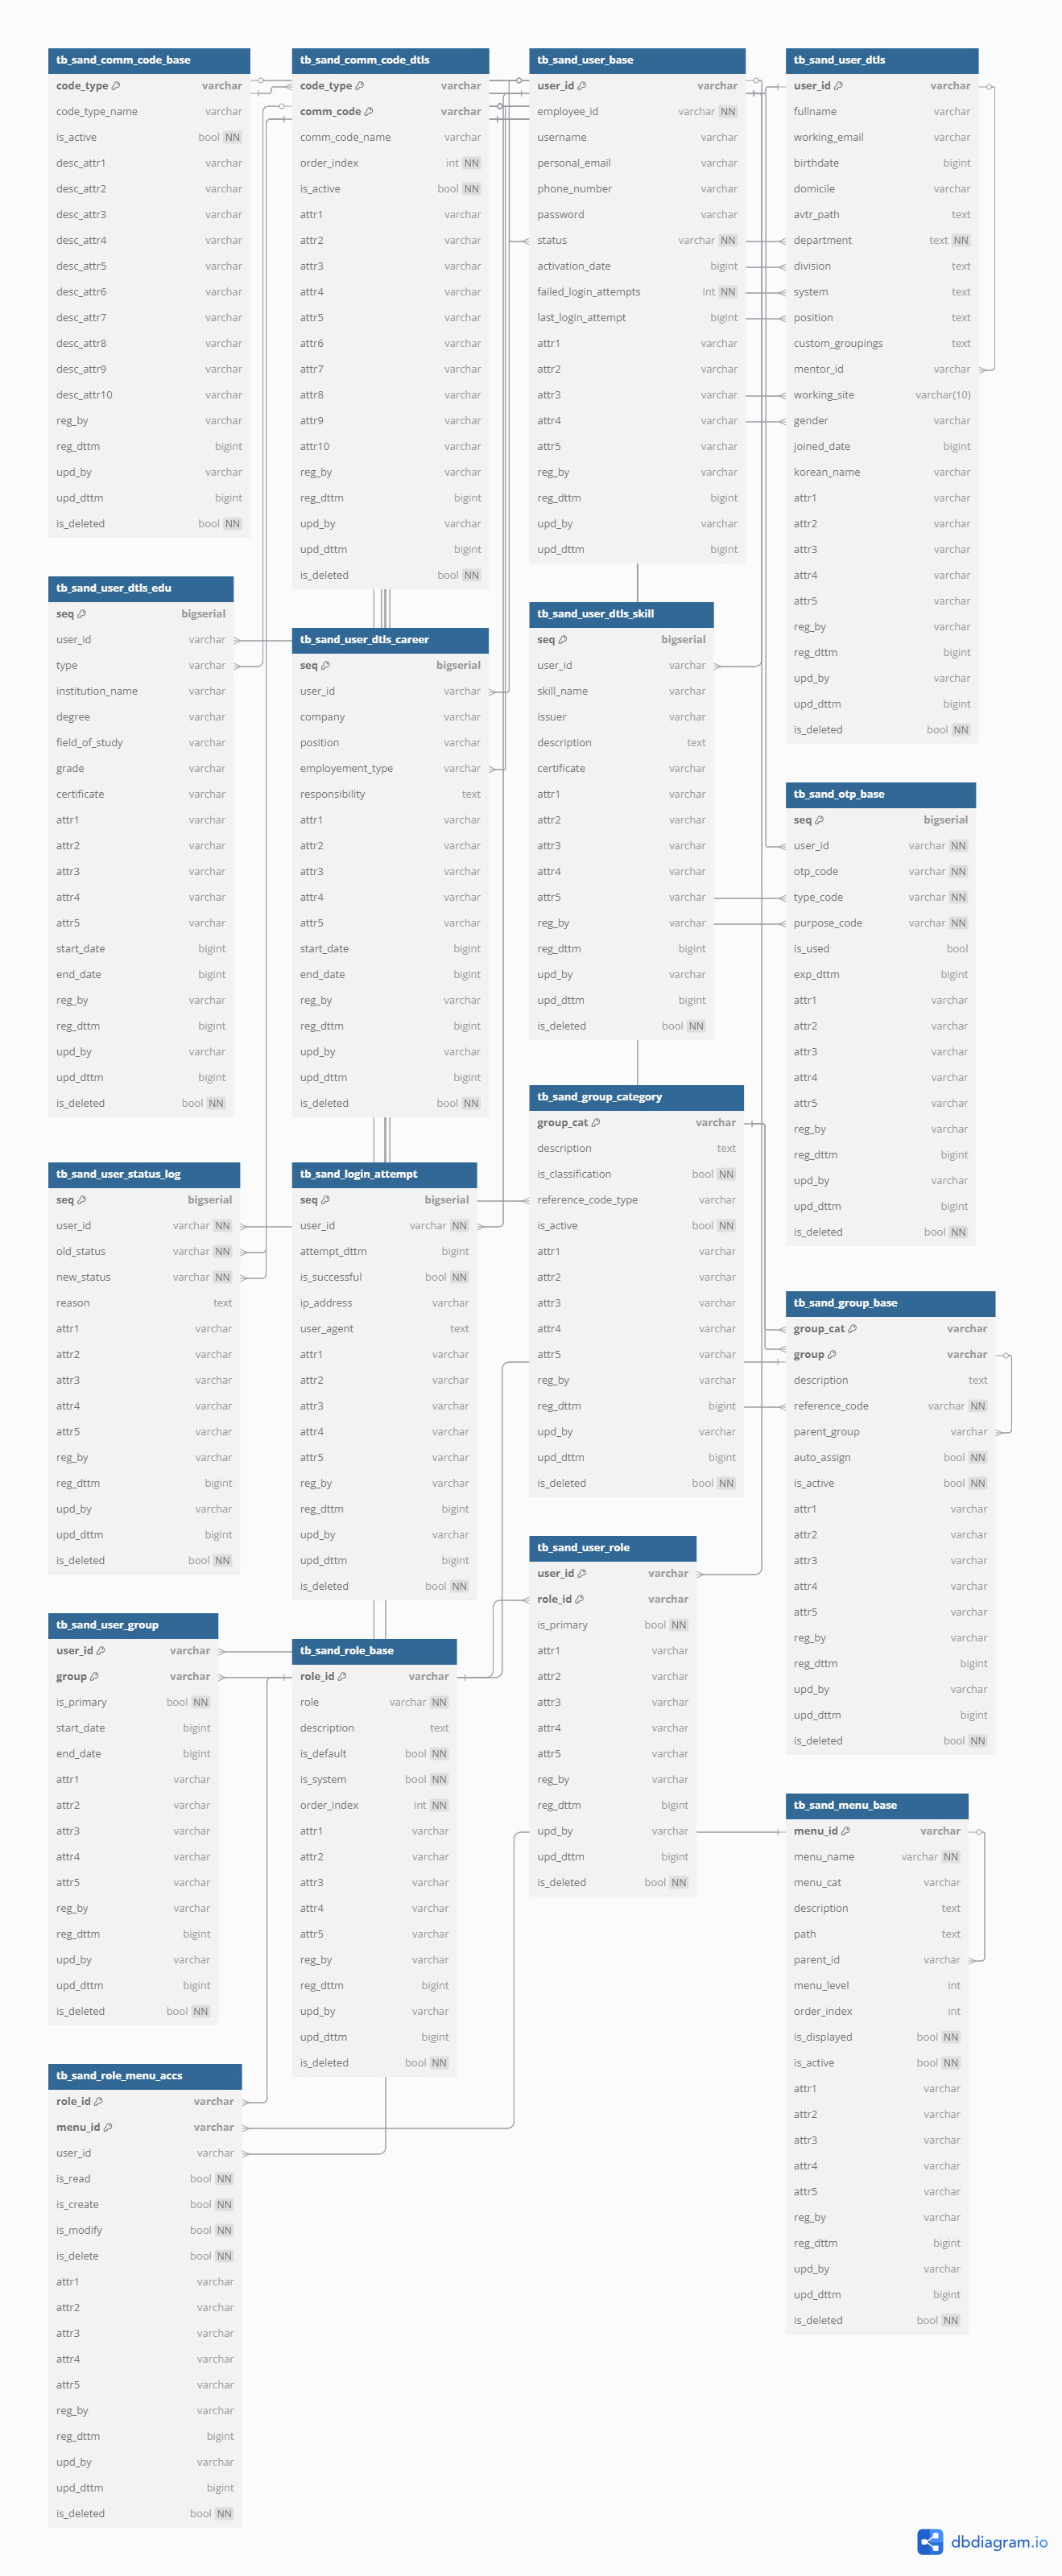 tb_sand_comm_code_base
code_type varchar
code_type_name varchar
is_active bool NN
desc_attr1 varchar
desc_attr2 varchar
desc_attr3 varchar
desc_attr4 varchar
desc_attr5 varchar
desc_attr6 varchar
desc_attr7 varchar
desc_attr8 varchar
desc_attr9 varchar
desc_attr10 varchar
reg_by varchar
reg_dttm bigint
upd_by varchar
upd_dttm bigint
is_deleted bool NN
tb_sand_comm_code_dtls
code_type varchar
comm_code varchar
comm_code_name varchar
order_index int NN
is_active bool NN
attr1 varchar
attr2 varchar
attr3 varchar
attr4 varchar
attr5 varchar
attr6 varchar
attr7 varchar
attr8 varchar
attr9 varchar
attr10 varchar
reg_by varchar
reg_dttm bigint
upd_by varchar
upd_dttm bigint
is_deleted bool NN
tb_sand_user_base
user_id varchar
employee_id varchar NN
username varchar
personal_email varchar
phone_number varchar
password varchar
status varchar NN
activation_date bigint
failed_login_attempts int NN
last_login_attempt bigint
attr1 varchar
attr2 varchar
attr3 varchar
attr4 varchar
attr5 varchar
reg_by varchar
reg_dttm bigint
upd_by varchar
upd_dttm bigint
tb_sand_user_dtls
user_id varchar
fullname varchar
working_email varchar
birthdate bigint
domicile varchar
avtr_path text
department text NN
division text
system text
position text
custom_groupings text
mentor_id varchar
working_site varchar(10)
gender varchar
joined_date bigint
korean_name varchar
attr1 varchar
attr2 varchar
attr3 varchar
attr4 varchar
attr5 varchar
reg_by varchar
reg_dttm bigint
upd_by varchar
upd_dttm bigint
is_deleted bool NN
tb_sand_user_dtls_edu
seq bigserial
user_id varchar
type varchar
institution_name varchar
degree varchar
field_of_study varchar
grade varchar
certificate varchar
attr1 varchar
attr2 varchar
attr3 varchar
attr4 varchar
attr5 varchar
start_date bigint
end_date bigint
reg_by varchar
reg_dttm bigint
upd_by varchar
upd_dttm bigint
is_deleted bool NN
tb_sand_user_dtls_career
seq bigserial
user_id varchar
company varchar
position varchar
employement_type varchar
responsibility text
attr1 varchar
attr2 varchar
attr3 varchar
attr4 varchar
attr5 varchar
start_date bigint
end_date bigint
reg_by varchar
reg_dttm bigint
upd_by varchar
upd_dttm bigint
is_deleted bool NN
tb_sand_user_dtls_skill
seq bigserial
user_id varchar
skill_name varchar
issuer varchar
description text
certificate varchar
attr1 varchar
attr2 varchar
attr3 varchar
attr4 varchar
attr5 varchar
reg_by varchar
reg_dttm bigint
upd_by varchar
upd_dttm bigint
is_deleted bool NN
tb_sand_otp_base
seq bigserial
user_id varchar NN
otp_code varchar NN
type_code varchar NN
purpose_code varchar NN
is_used bool
exp_dttm bigint
attr1 varchar
attr2 varchar
attr3 varchar
attr4 varchar
attr5 varchar
reg_by varchar
reg_dttm bigint
upd_by varchar
upd_dttm bigint
is_deleted bool NN
tb_sand_user_status_log
seq bigserial
user_id varchar NN
old_status varchar NN
new_status varchar NN
reason text
attr1 varchar
attr2 varchar
attr3 varchar
attr4 varchar
attr5 varchar
reg_by varchar
reg_dttm bigint
upd_by varchar
upd_dttm bigint
is_deleted bool NN
tb_sand_login_attempt
seq bigserial
user_id varchar NN
attempt_dttm bigint
is_successful bool NN
ip_address varchar
user_agent text
attr1 varchar
attr2 varchar
attr3 varchar
attr4 varchar
attr5 varchar
reg_by varchar
reg_dttm bigint
upd_by varchar
upd_dttm bigint
is_deleted bool NN
tb_sand_group_category
group_cat varchar
description text
is_classification bool NN
reference_code_type varchar
is_active bool NN
attr1 varchar
attr2 varchar
attr3 varchar
attr4 varchar
attr5 varchar
reg_by varchar
reg_dttm bigint
upd_by varchar
upd_dttm bigint
is_deleted bool NN
tb_sand_group_base
group_cat varchar
group varchar
description text
reference_code varchar NN
parent_group varchar
auto_assign bool NN
is_active bool NN
attr1 varchar
attr2 varchar
attr3 varchar
attr4 varchar
attr5 varchar
reg_by varchar
reg_dttm bigint
upd_by varchar
upd_dttm bigint
is_deleted bool NN
tb_sand_user_group
user_id varchar
group varchar
is_primary bool NN
start_date bigint
end_date bigint
attr1 varchar
attr2 varchar
attr3 varchar
attr4 varchar
attr5 varchar
reg_by varchar
reg_dttm bigint
upd_by varchar
upd_dttm bigint
is_deleted bool NN
tb_sand_role_base
role_id varchar
role varchar NN
description text
is_default bool NN
is_system bool NN
order_index int NN
attr1 varchar
attr2 varchar
attr3 varchar
attr4 varchar
attr5 varchar
reg_by varchar
reg_dttm bigint
upd_by varchar
upd_dttm bigint
is_deleted bool NN
tb_sand_user_role
user_id varchar
role_id varchar
is_primary bool NN
attr1 varchar
attr2 varchar
attr3 varchar
attr4 varchar
attr5 varchar
reg_by varchar
reg_dttm bigint
upd_by varchar
upd_dttm bigint
is_deleted bool NN
tb_sand_menu_base
menu_id varchar
menu_name varchar NN
menu_cat varchar
description text
path text
parent_id varchar
menu_level int
order_index int
is_displayed bool NN
is_active bool NN
attr1 varchar
attr2 varchar
attr3 varchar
attr4 varchar
attr5 varchar
reg_by varchar
reg_dttm bigint
upd_by varchar
upd_dttm bigint
is_deleted bool NN
tb_sand_role_menu_accs
role_id varchar
menu_id varchar
user_id varchar
is_read bool NN
is_create bool NN
is_modify bool NN
is_delete bool NN
attr1 varchar
attr2 varchar
attr3 varchar
attr4 varchar
attr5 varchar
reg_by varchar
reg_dttm bigint
upd_by varchar
upd_dttm bigint
is_deleted bool NN
dbdiagram.io